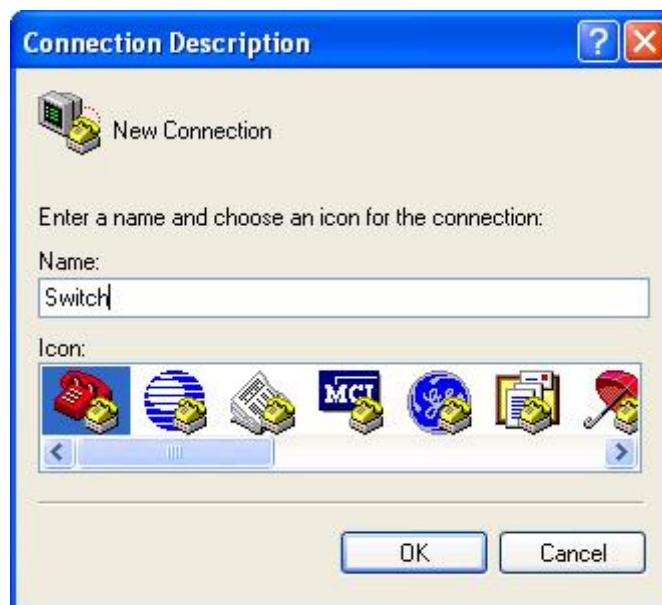 Connection Description
New Connection
Enter a name and choose an icon for the connection:
Name:
Switch
Icon:
MCI
OK
Cancel